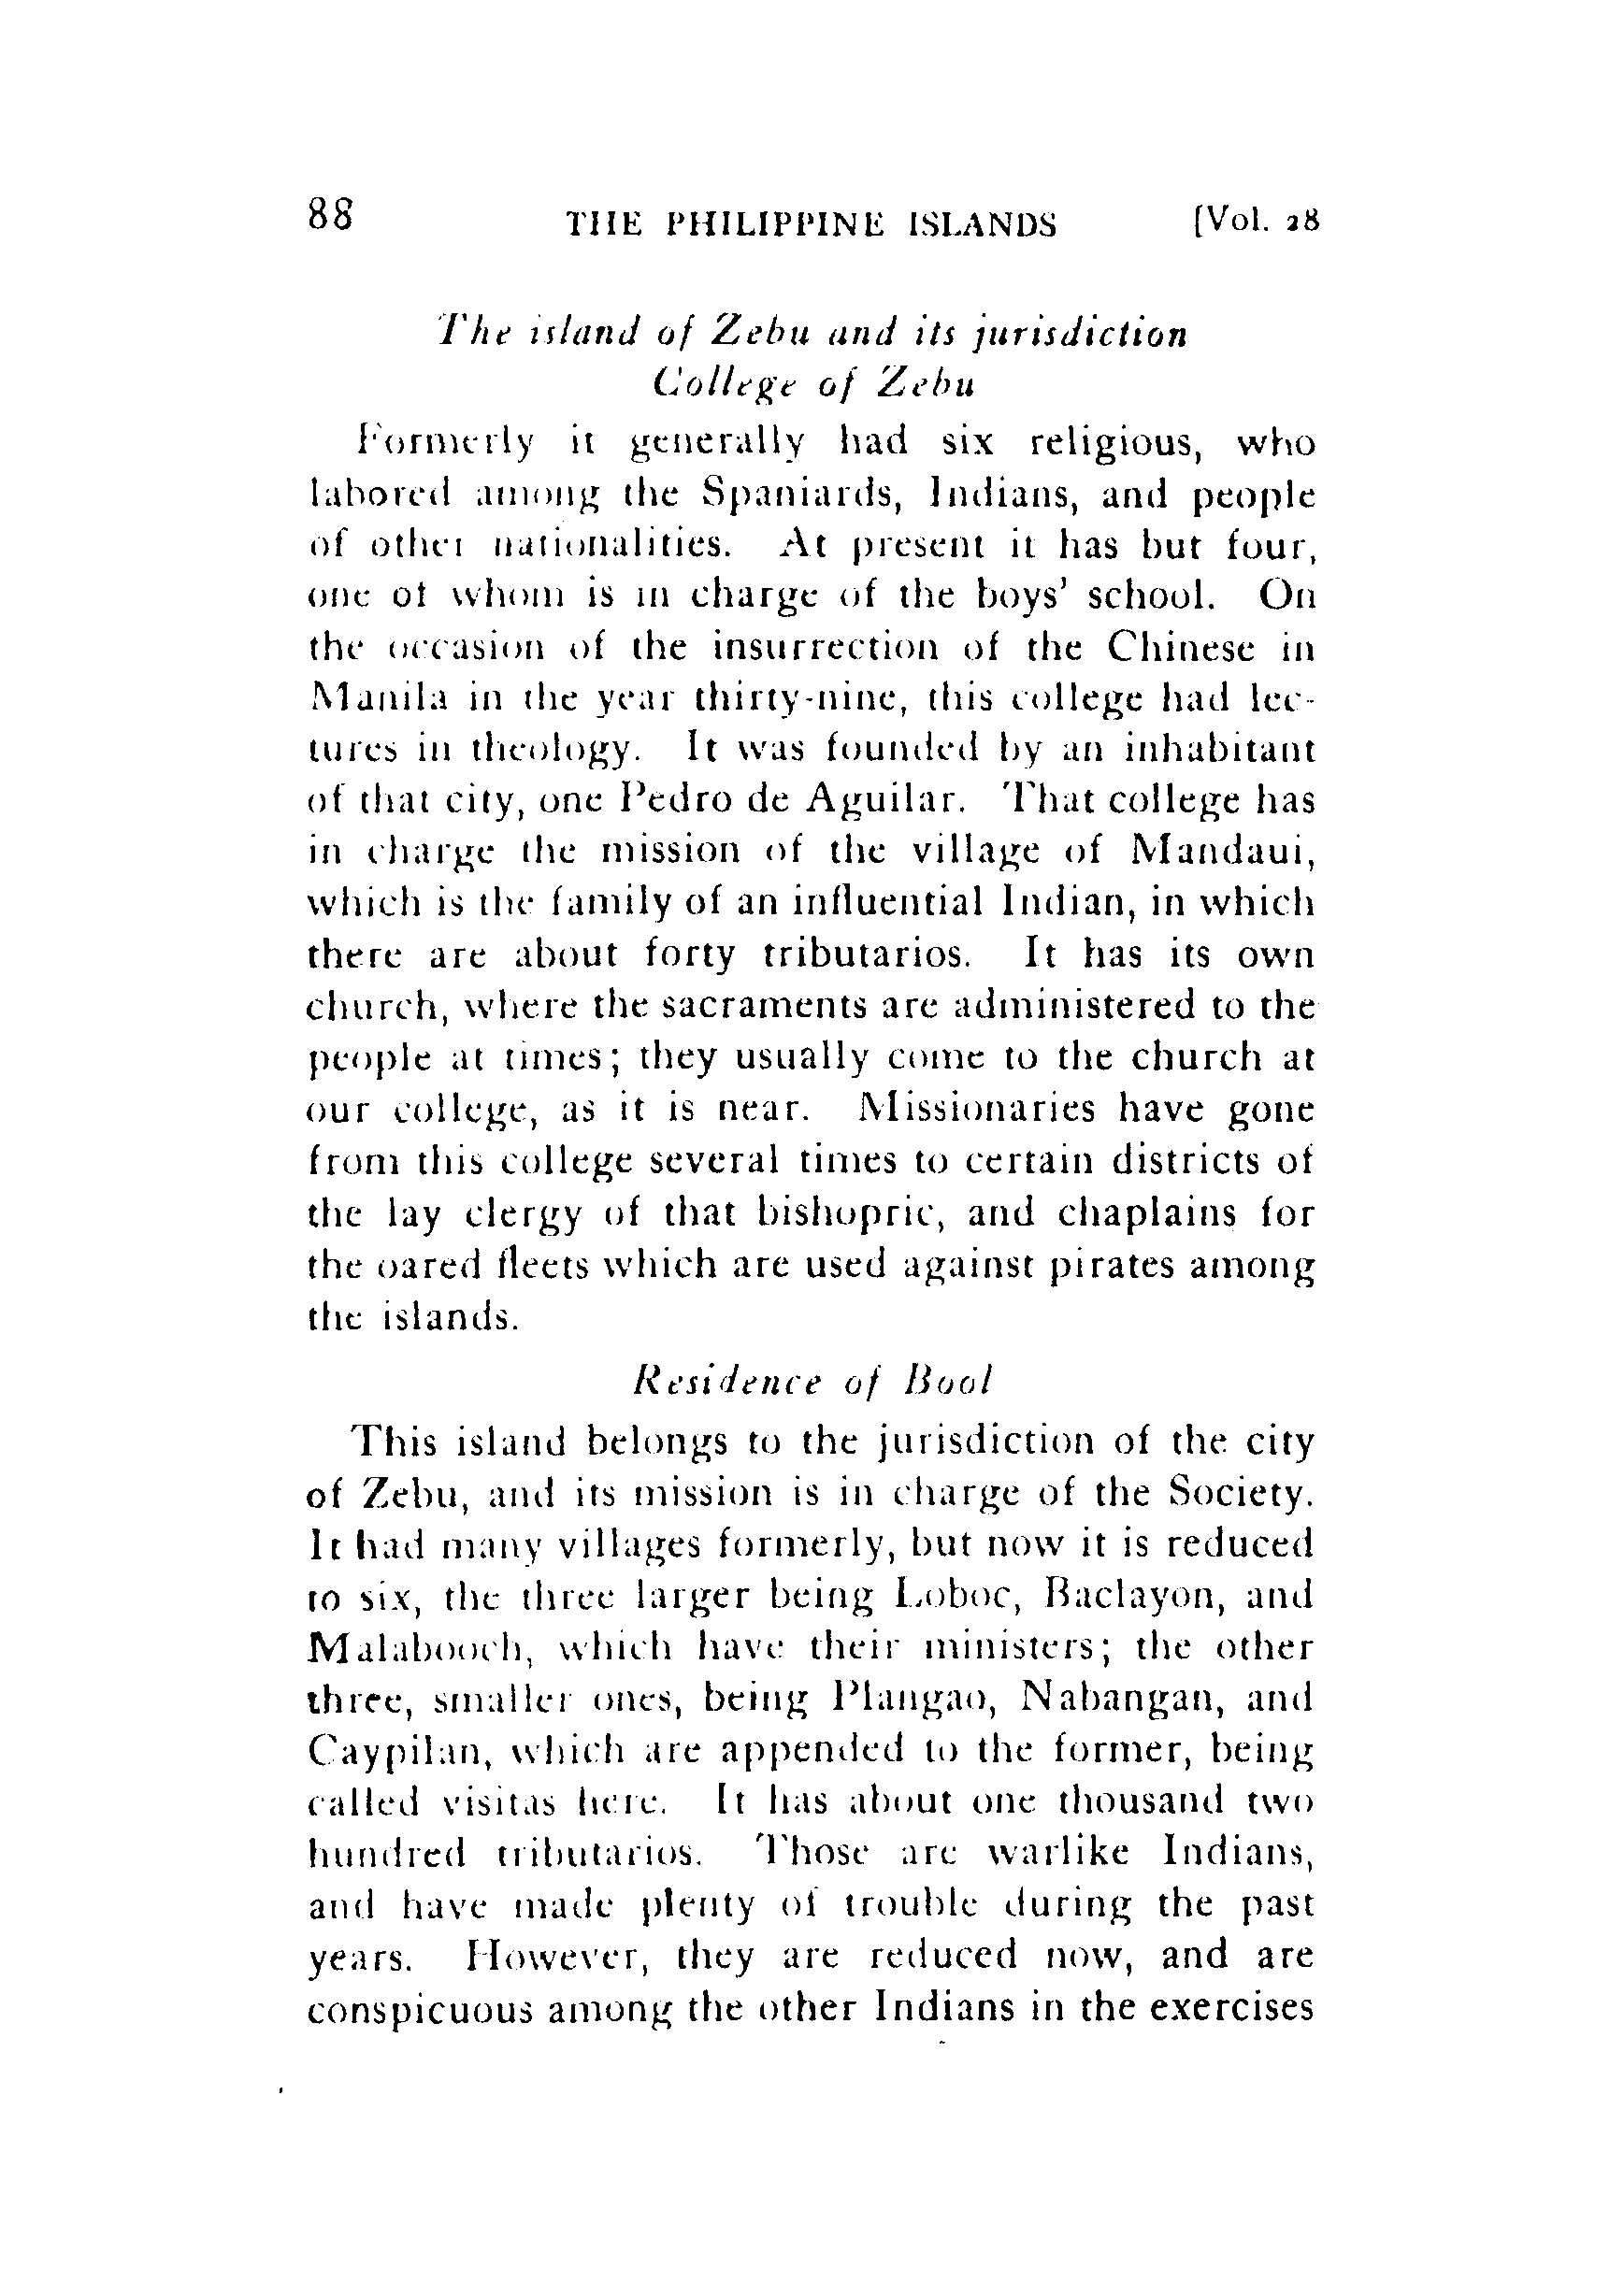 88 THE PHILIPPINE ISLANDS [Vol. 28
The island of Zebu and its jurisdiction
College of Zebu
Formerly it generally had six religious, who
labored among the Spaniards, Indians, and people
of other nationalities. At present it has but four,
one of whom is in charge of the boys' school. On
the occasion of the insurrection of the Chinese in
Manila in the year thirty-nine, this college had lec-
tures in theology. It was founded by an inhabitant
of that city, one Pedro de Aguilar. That college has
in charge the mission of the village of Mandaui,
which is the family of an influential Indian, in which
there are about forty tributarios. It has its own
church, where the sacraments are administered to the
people at times; they usually come to the church at
our college, as it is near. Missionaries have gone
from this college several times to certain districts of
the lay clergy of that bishopric, and chaplains for
the oared fleets which are used against pirates among
the islands.
Residence of Bool
This island belongs to the jurisdiction of the city
of Zebu, and its mission is in charge of the Society.
It had many villages formerly, but now it is reduced
to six, the three larger being Loboc, Baclayon, and
Malabooch, which have their ministers; the other
three, smaller ones, being Plangao, Nabangan, and
Caypilan, which are appended to the former, being
called visitas here. It has about one thousand two
hundred tributarios. Those are warlike Indians,
and have made plenty of trouble during the past
years. However, they are reduced now, and are
conspicuous among the other Indians in the exercises